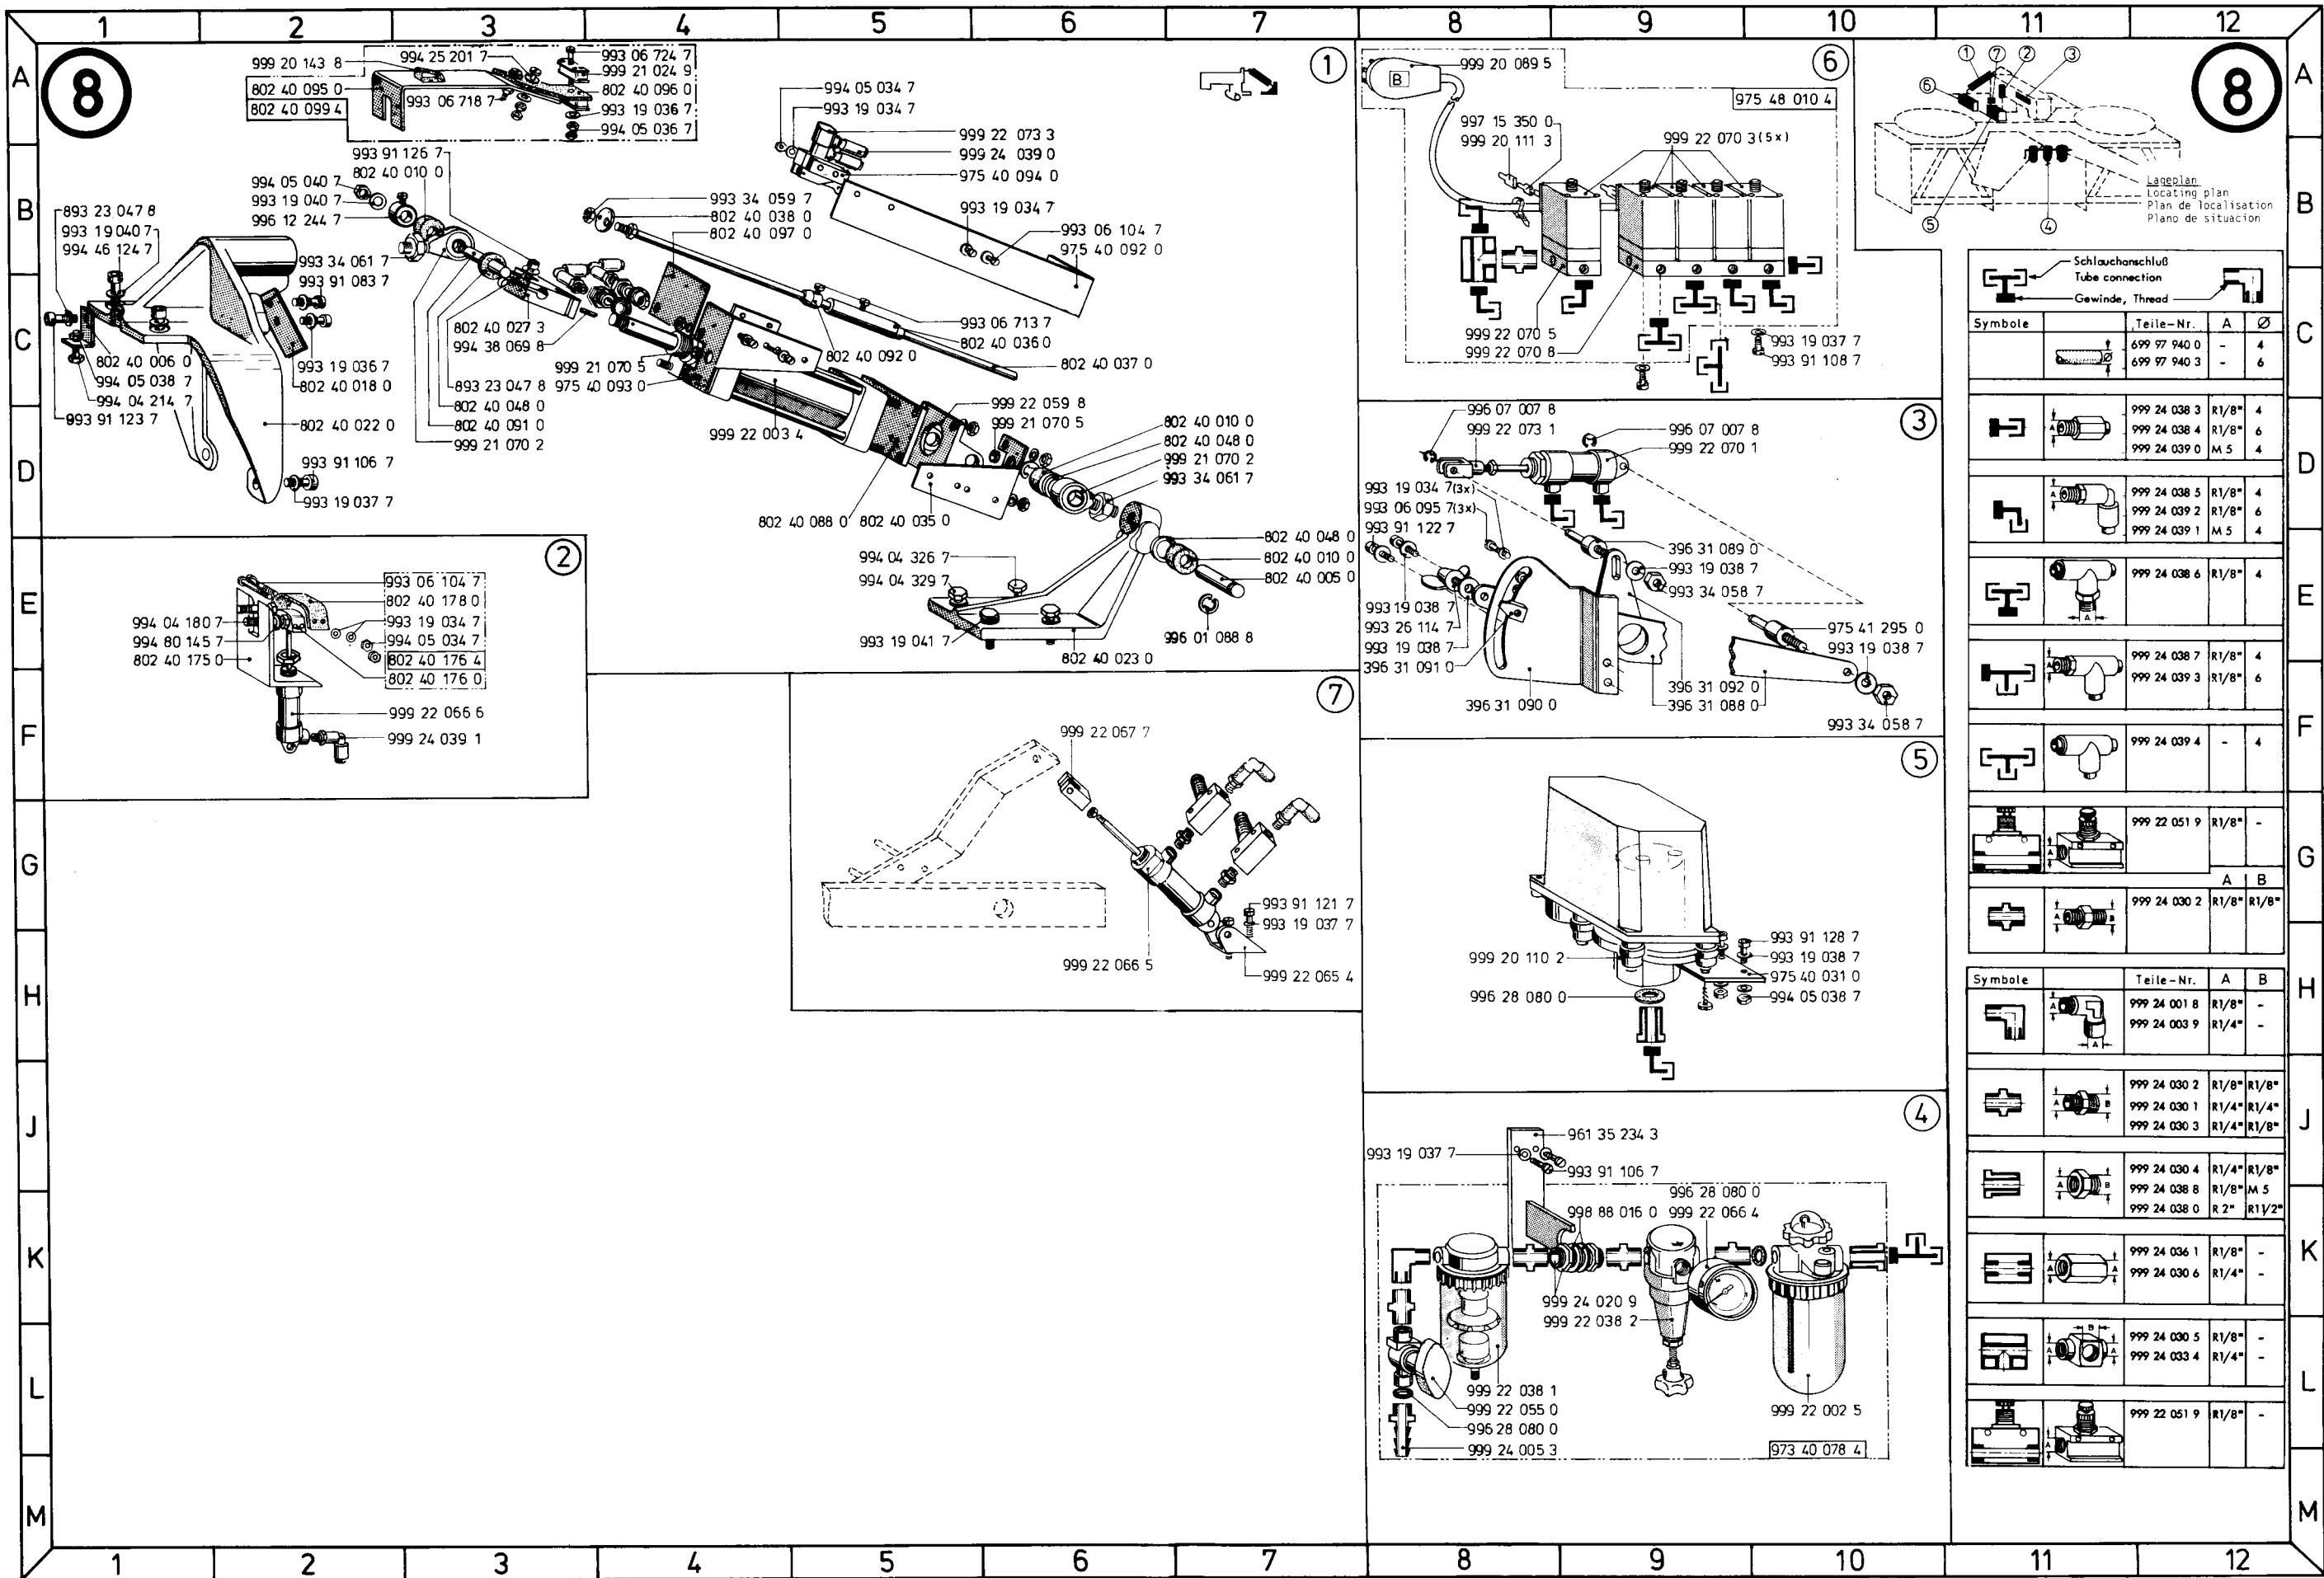 1 2 3 4 5 6 7 8 9 10 11 12
A B C D E F G H J K L M
8
8
1
999 20 143 8
994 25 201 7
993 06 724 7
999 21 024 9
802 40 095 0
802 40 096 0
802 40 099 4
993 06 718 7
993 19 036 7
994 05 036 7
994 05 034 7
993 19 034 7
999 22 073 3
999 24 039 0
975 40 094 0
993 91 126 7
802 40 010 0
994 05 040 7
993 19 040 7
996 12 244 7
993 34 059 7
802 40 038 0
802 40 097 0
993 19 034 7
993 06 104 7
975 40 092 0
893 23 047 8
993 19 040 7
994 46 124 7
993 34 061 7
993 91 083 7
802 40 027 3
994 38 069 8
999 21 070 5
975 40 093 0
802 40 092 0
993 06 713 7
802 40 036 0
802 40 037 0
802 40 006 0
994 05 038 7
994 04 214 7
993 91 123 7
993 19 036 7
802 40 018 0
802 40 022 0
893 23 047 8
802 40 048 0
802 40 091 0
999 21 070 2
999 22 003 4
999 22 059 8
999 21 070 5
802 40 010 0
802 40 048 0
999 21 070 2
993 34 061 7
993 91 106 7
993 19 037 7
802 40 088 0
802 40 035 0
994 04 326 7
994 04 329 7
802 40 048 0
802 40 010 0
802 40 005 0
993 19 041 7
802 40 023 0
996 01 088 8
2
993 06 104 7
802 40 178 0
993 19 034 7
994 05 034 7
802 40 176 4
802 40 176 0
994 04 180 7
994 80 145 7
802 40 175 0
999 22 066 6
999 24 039 1
7
999 22 067 7
993 91 121 7
993 19 037 7
999 22 066 5
999 22 065 4
6
B
999 20 089 5
975 48 010 4
997 15 350 0
999 20 111 3
999 22 070 3 (5x)
999 22 070 5
999 22 070 8
993 19 037 7
993 91 108 7
3
996 07 007 8
999 22 073 1
996 07 007 8
999 22 070 1
993 19 034 7 (3x)
993 06 095 7 (3x)
993 91 122 7
396 31 089 0
993 19 038 7
993 34 058 7
993 19 038 7
993 26 114 7
993 19 038 7
396 31 091 0
975 41 295 0
993 19 038 7
396 31 090 0
396 31 092 0
396 31 088 0
993 34 058 7
5
999 20 110 2
996 28 080 0
993 91 128 7
993 19 038 7
975 40 031 0
994 05 038 7
4
961 35 234 3
993 19 037 7
993 91 106 7
996 28 080 0
998 88 016 0
999 22 066 4
999 24 020 9
999 22 038 2
999 22 038 1
999 22 055 0
996 28 080 0
999 24 005 3
999 22 002 5
973 40 078 4
1 7 2 3
6
5 4
Lageplan
Locating plan
Plan de localisation
Plano de situacion
Schlauchanschluß
Tube connection
Gewinde, Thread
Symbole Teile-Nr. A Ø
699 97 940 0 - 4
699 97 940 3 - 6
999 24 038 3 R1/8" 4
999 24 038 4 R1/8" 6
999 24 039 0 M 5 4
999 24 038 5 R1/8" 4
999 24 039 2 R1/8" 6
999 24 039 1 M 5 4
999 24 038 6 R1/8" 4
999 24 038 7 R1/8" 4
999 24 039 3 R1/8" 6
999 24 039 4 - 4
999 22 051 9 R1/8" -
A B
999 24 030 2 R1/8" R1/8"
Symbole Teile-Nr. A B
999 24 001 8 R1/8" -
999 24 003 9 R1/4" -
999 24 030 2 R1/8" R1/8"
999 24 030 1 R1/4" R1/4"
999 24 030 3 R1/4" R1/8"
999 24 030 4 R1/4" R1/8"
999 24 038 8 R1/8" M 5
999 24 038 0 R 2" R1 1/2"
999 24 036 1 R1/8" -
999 24 030 6 R1/4" -
999 24 030 5 R1/8" -
999 24 033 4 R1/4" -
999 22 051 9 R1/8" -
A B C D E F G H J K L M
1 2 3 4 5 6 7 8 9 10 11 12